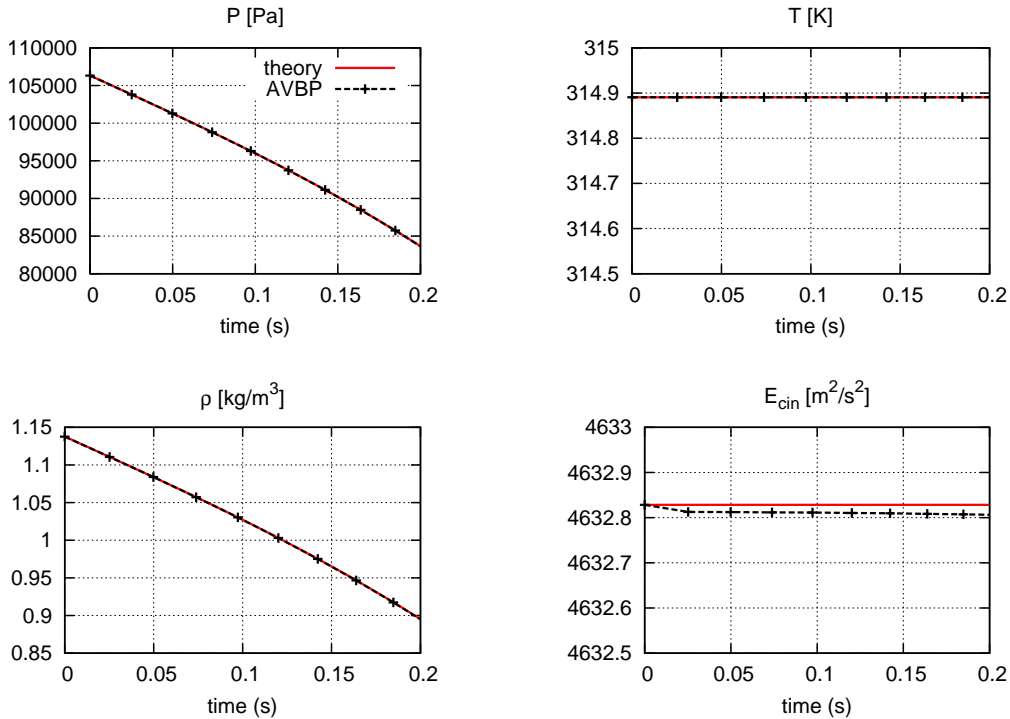 P [Pa]
110000
105000
100000
95000
90000
85000
80000
0 0.05 0.1 0.15 0.2
time (s)
theory
AVBP
T [K]
315
314.9
314.8
314.7
314.6
314.5
0 0.05 0.1 0.15 0.2
time (s)
ρ [kg/m³]
1.15
1.1
1.05
1
0.95
0.9
0.85
0 0.05 0.1 0.15 0.2
time (s)
E_cin [m²/s²]
4633
4632.9
4632.8
4632.7
4632.6
4632.5
0 0.05 0.1 0.15 0.2
time (s)